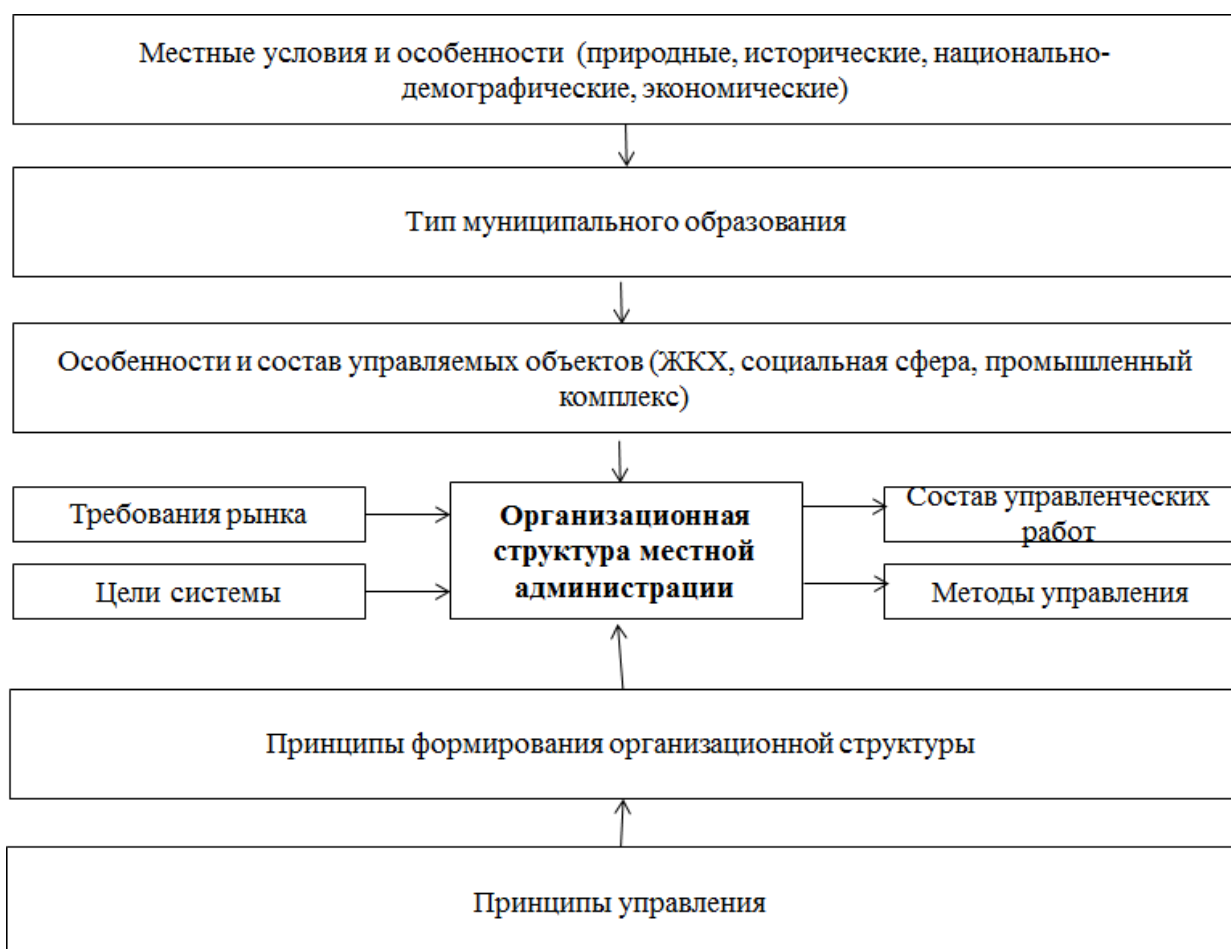 Местные условия и особенности (природные, исторические, национально-
демографические, экономические)
Тип муниципального образования
Особенности и состав управляемых объектов (ЖКХ, социальная сфера, промышленный
комплекс)
Требования рынка
Цели системы
Организационная
структура местной
администрации
Состав управленческих
работ
Методы управления
Принципы формирования организационной структуры
Принципы управления